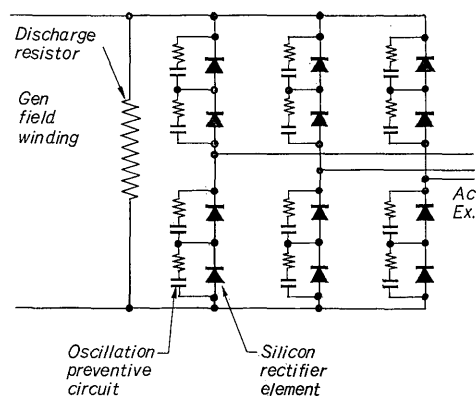 Discharge
resistor
Gen
field
winding
Ac
Ex.
Oscillation
preventive
circuit
Silicon
rectifier
element